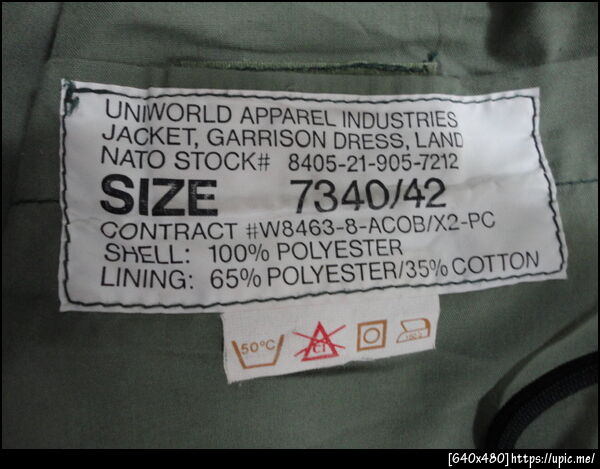 UNIWORLD APPAREL INDUSTRIES
JACKET, GARRISON DRESS, LAND
NATO STOCK# 8405-21-905-7212
SIZE 7340/42
CONTRACT #W8463-8-ACOB/X2-PC
SHELL: 100% POLYESTER
LINING: 65% POLYESTER/35% COTTON
50°C Cl
[640x480]https://upic.me/